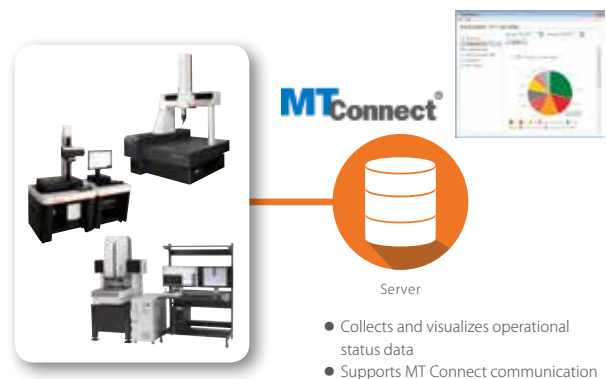 MTConnect®
Server
● Collects and visualizes operational
status data
● Supports MT Connect communication